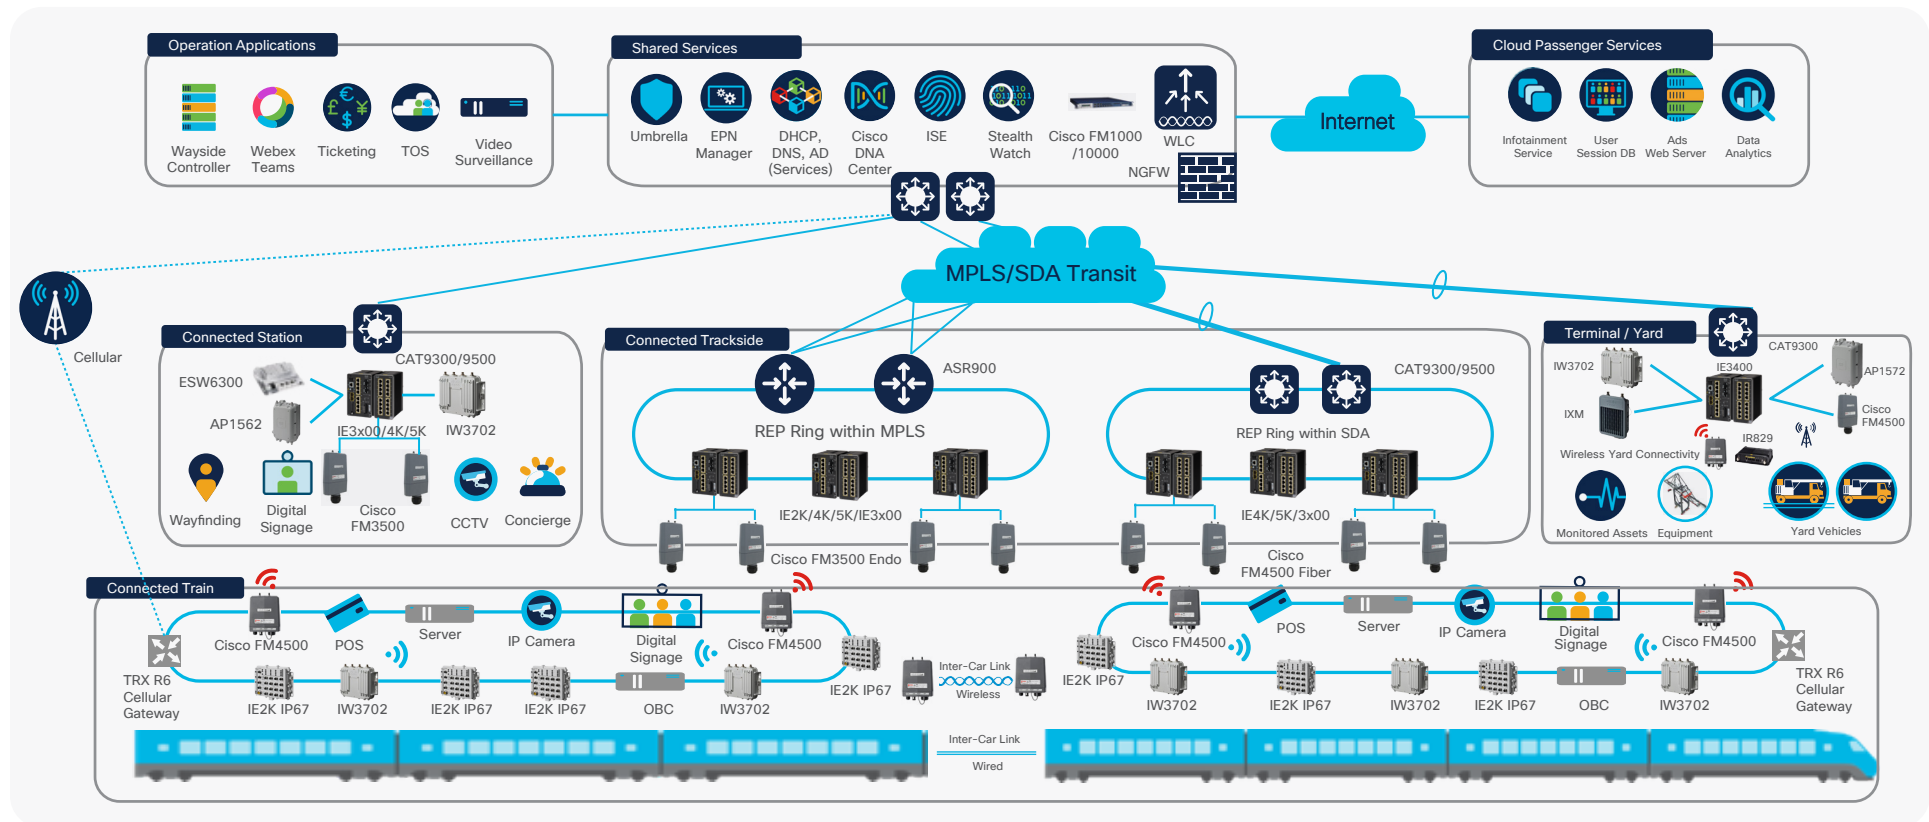 Operation Applications
Wayside
Controller
Webex
Teams
Ticketing
TOS
Video
Surveillance
Shared Services
Umbrella
EPN
Manager
DHCP,
DNS, AD
(Services)
Cisco
DNA
Center
ISE
Stealth
Watch
Cisco FM1000
/10000
WLC
NGFW
Internet
Cloud Passenger Services
Infotainment
Service
User
Session DB
Ads
Web Server
Data
Analytics
MPLS/SDA Transit
Cellular
Connected Station
CAT9300/9500
ESW6300
AP1562
IE3x00/4K/5K
IW3702
Wayfinding
Digital
Signage
Cisco
FM3500
CCTV
Concierge
Connected Trackside
ASR900
REP Ring within MPLS
IE2K/4K/5K/IE3x00
Cisco FM3500 Endo
CAT9300/9500
REP Ring within SDA
IE4K/5K/3x00
Cisco
FM4500 Fiber
Terminal / Yard
CAT9300
IW3702
IE3400
AP1572
IXM
Cisco
FM4500
IR829
Wireless Yard Connectivity
Monitored Assets
Equipment
Yard Vehicles
Connected Train
Cisco FM4500
POS
Server
IP Camera
Digital
Signage
Cisco FM4500
TRX R6
Cellular
Gateway
IE2K IP67
IW3702
IE2K IP67
IE2K IP67
OBC
IW3702
IE2K IP67
Inter-Car Link
Wireless
IE2K IP67
Cisco FM4500
POS
Server
IP Camera
Digital
Signage
Cisco FM4500
IW3702
IE2K IP67
IW3702
IE2K IP67
OBC
IW3702
TRX R6
Cellular
Gateway
Inter-Car Link
Wired